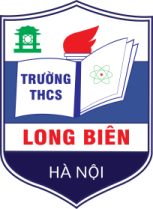 TRƯỜNG
THCS
LONG BIÊN
HÀ NỘI